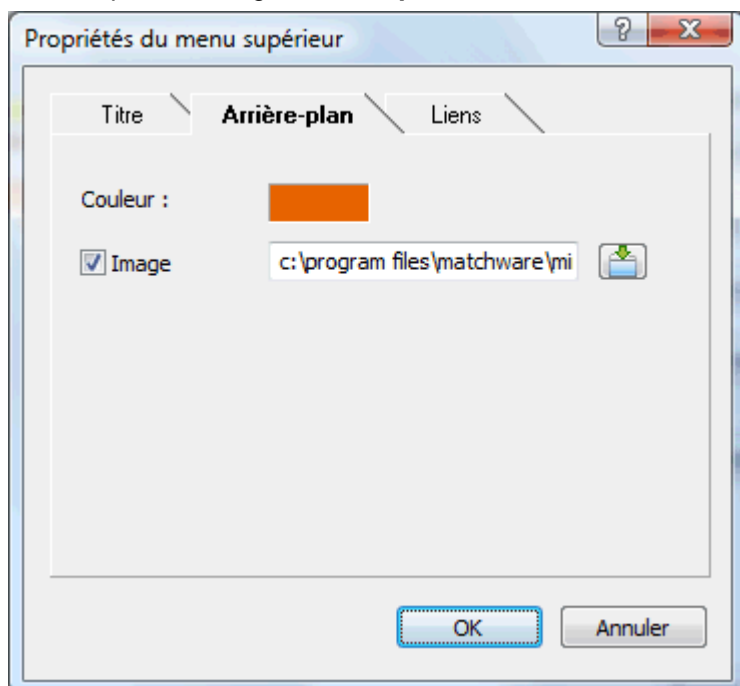 Propriétés du menu supérieur
Titre Arrière-plan Liens
Couleur :
Image c:\program files\matchware\mi
OK Annuler